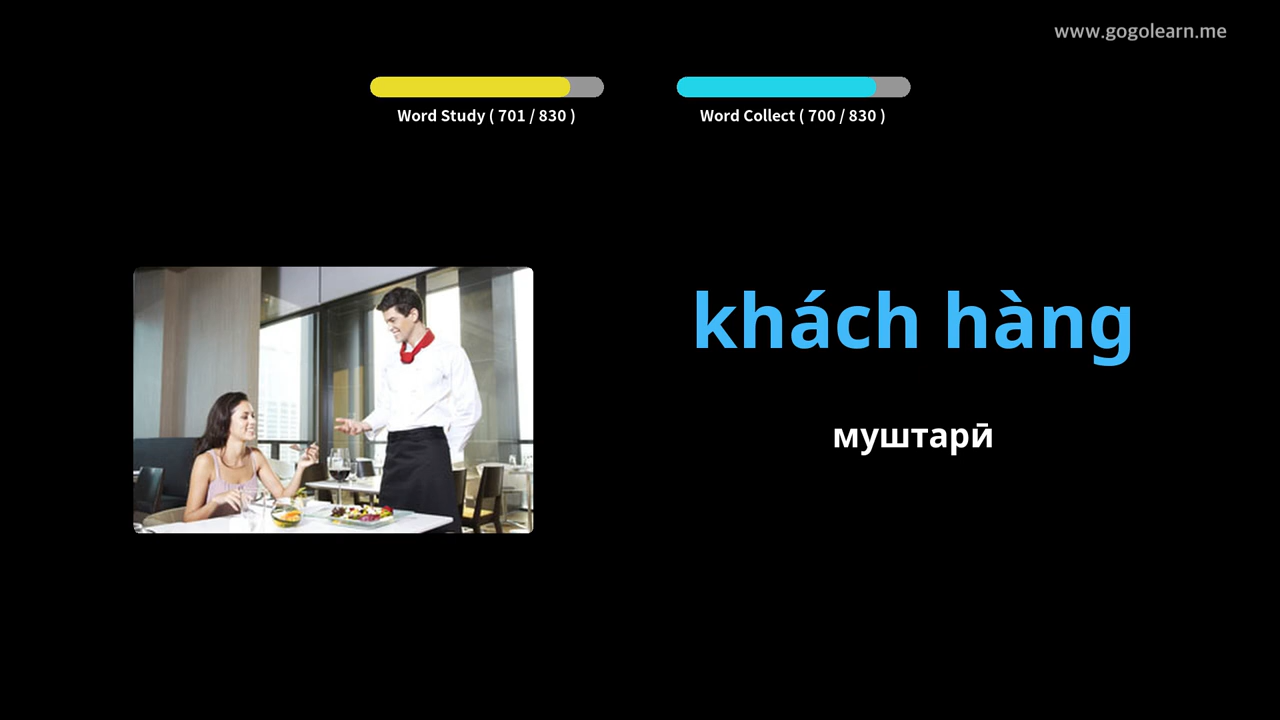 www.gogolearn.me
Word Study ( 701 / 830 )
Word Collect ( 700 / 830 )
khách hàng
муштарӣ